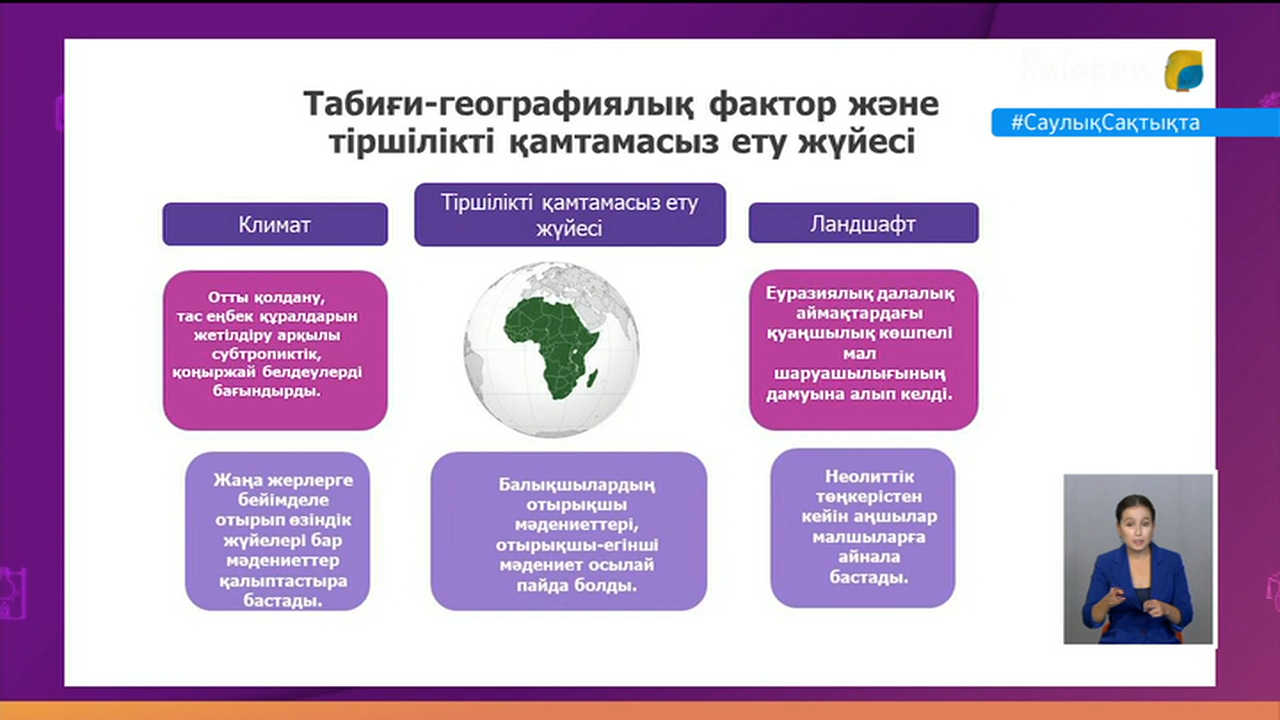 Табиғи-географиялық фактор және
тіршілікті қамтамасыз ету жүйесі
#СаулықСақтықта
Климат
Тіршілікті қамтамасыз ету
жүйесі
Ландшафт
Отты қолдану,
тас еңбек құралдарын
жетілдіру арқылы
субтропиктік,
қоңыржай белдеулерді
бағындырды.
Еуразиялық далалық
аймақтардағы
қуаңшылық көшпелі
мал
шаруашылығының
дамуына алып келді.
Жаңа жерлерге
бейімделе
отырып өзіндік
жүйелері бар
мәдениеттер
қалыптастыра
бастады.
Балықшылардың
отырықшы
мәдениеттері,
отырықшы-егінші
мәдениет осылай
пайда болды.
Неолиттік
төңкерістен
кейін аңшылар
малшыларға
айнала
бастады.